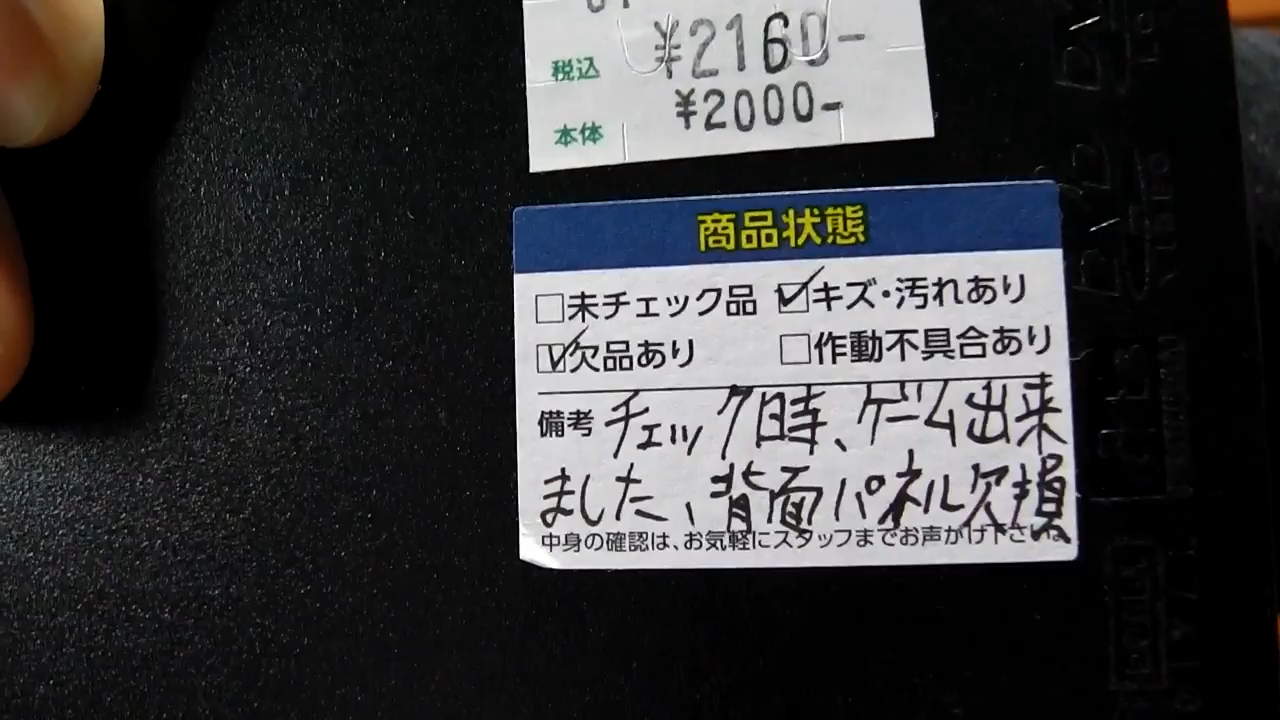 税込 ¥2160-
本体 ¥2000-
商品状態
□未チェック品 ☑キズ・汚れあり
☑欠品あり □作動不具合あり
備考 チェック時、ゲーム出来
ました、背面パネル欠損
中身の確認は、お気軽にスタッフまでお声がけ下さい。